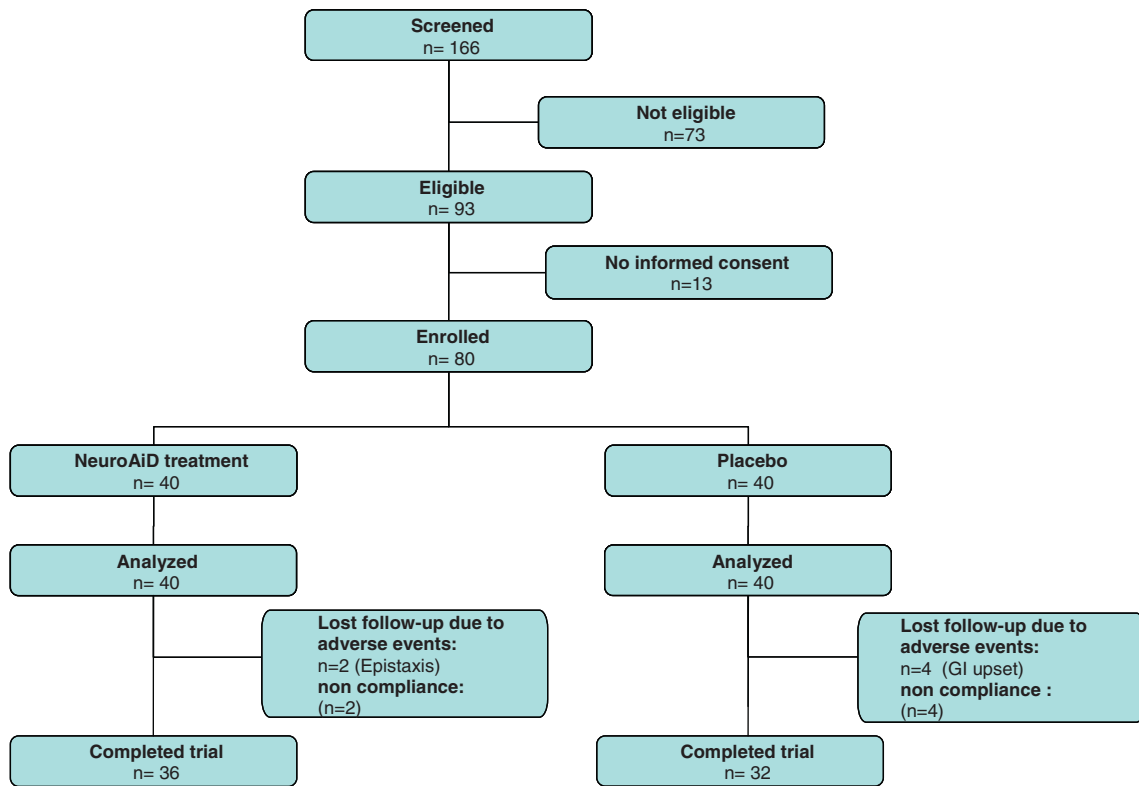 Screened
n= 166
Not eligible
n=73
Eligible
n= 93
No informed consent
n=13
Enrolled
n= 80
NeuroAiD treatment
n= 40
Placebo
n= 40
Analyzed
n= 40
Analyzed
n= 40
Lost follow-up due to
adverse events:
n=2 (Epistaxis)
non compliance:
(n=2)
Lost follow-up due to
adverse events:
n=4 (GI upset)
non compliance :
(n=4)
Completed trial
n= 36
Completed trial
n= 32